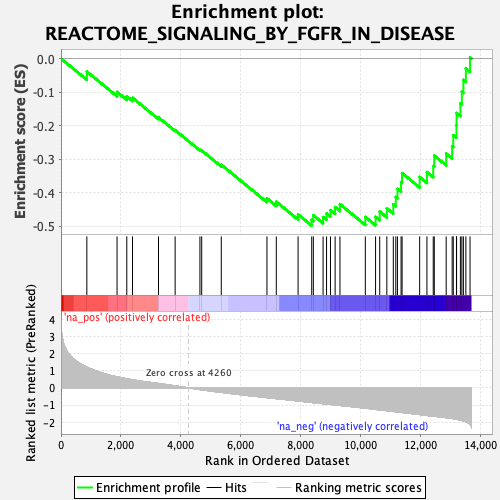 Enrichment plot:
REACTOME_SIGNALING_BY_FGFR_IN_DISEASE
Enrichment score (ES)
0.0
-0.1
-0.2
-0.3
-0.4
-0.5
'na_pos' (positively correlated)
Ranked list metric (PreRanked)
4
3
2
1
0
-1
-2
Zero cross at 4260
'na_neg' (negatively correlated)
0
2,000
4,000
6,000
8,000
10,000
12,000
14,000
Rank in Ordered Dataset
Enrichment profile
Hits
Ranking metric scores